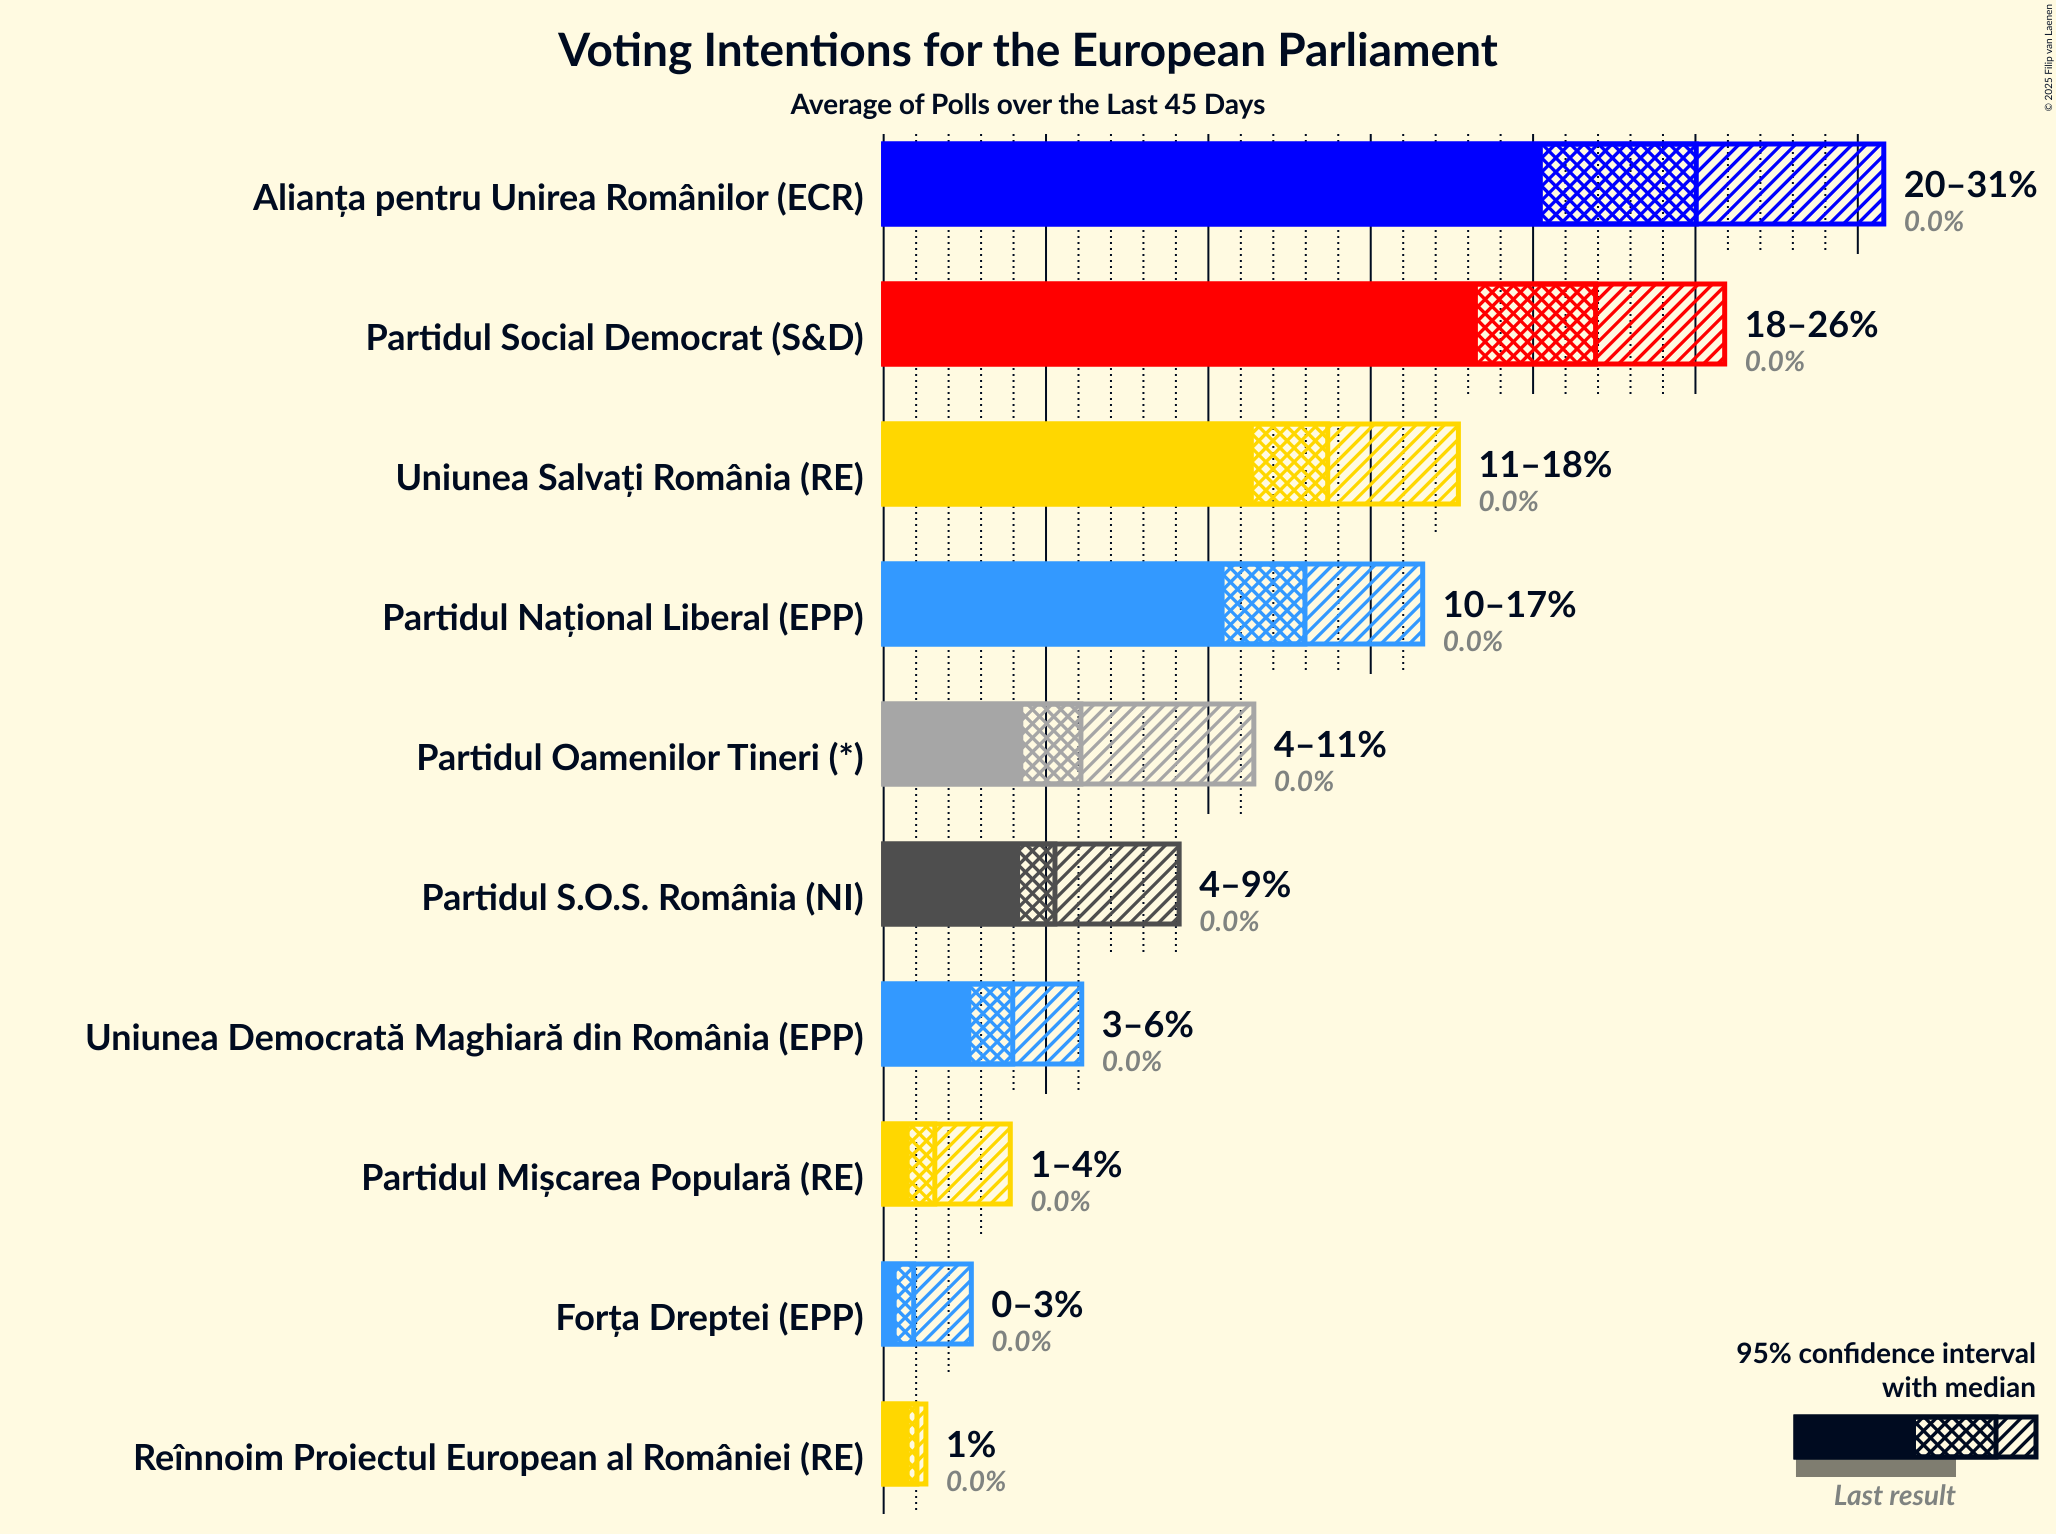 Voting Intentions for the European Parliament
Average of Polls over the Last 45 Days
© 2025 Filip van Laenen
Alianța pentru Unirea Românilor (ECR)
20–31%
0.0%
Partidul Social Democrat (S&D)
18–26%
0.0%
Uniunea Salvați România (RE)
11–18%
0.0%
Partidul Național Liberal (EPP)
10–17%
0.0%
Partidul Oamenilor Tineri (*)
4–11%
0.0%
Partidul S.O.S. România (NI)
4–9%
0.0%
Uniunea Democrată Maghiară din România (EPP)
3–6%
0.0%
Partidul Mișcarea Populară (RE)
1–4%
0.0%
Forța Dreptei (EPP)
0–3%
0.0%
Reînnoim Proiectul European al României (RE)
1%
0.0%
95% confidence interval
with median
Last result